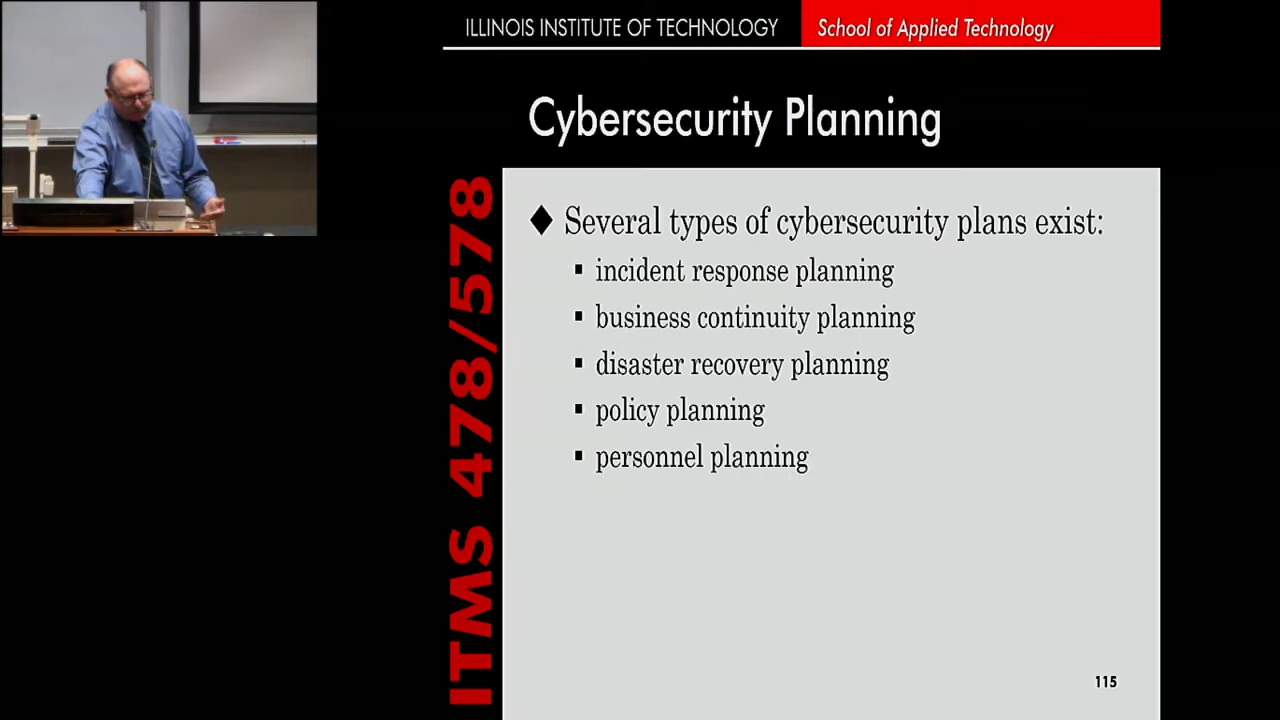 ILLINOIS INSTITUTE OF TECHNOLOGY School of Applied Technology
Cybersecurity Planning
ITMS 478/578
Several types of cybersecurity plans exist:
incident response planning
business continuity planning
disaster recovery planning
policy planning
personnel planning
115